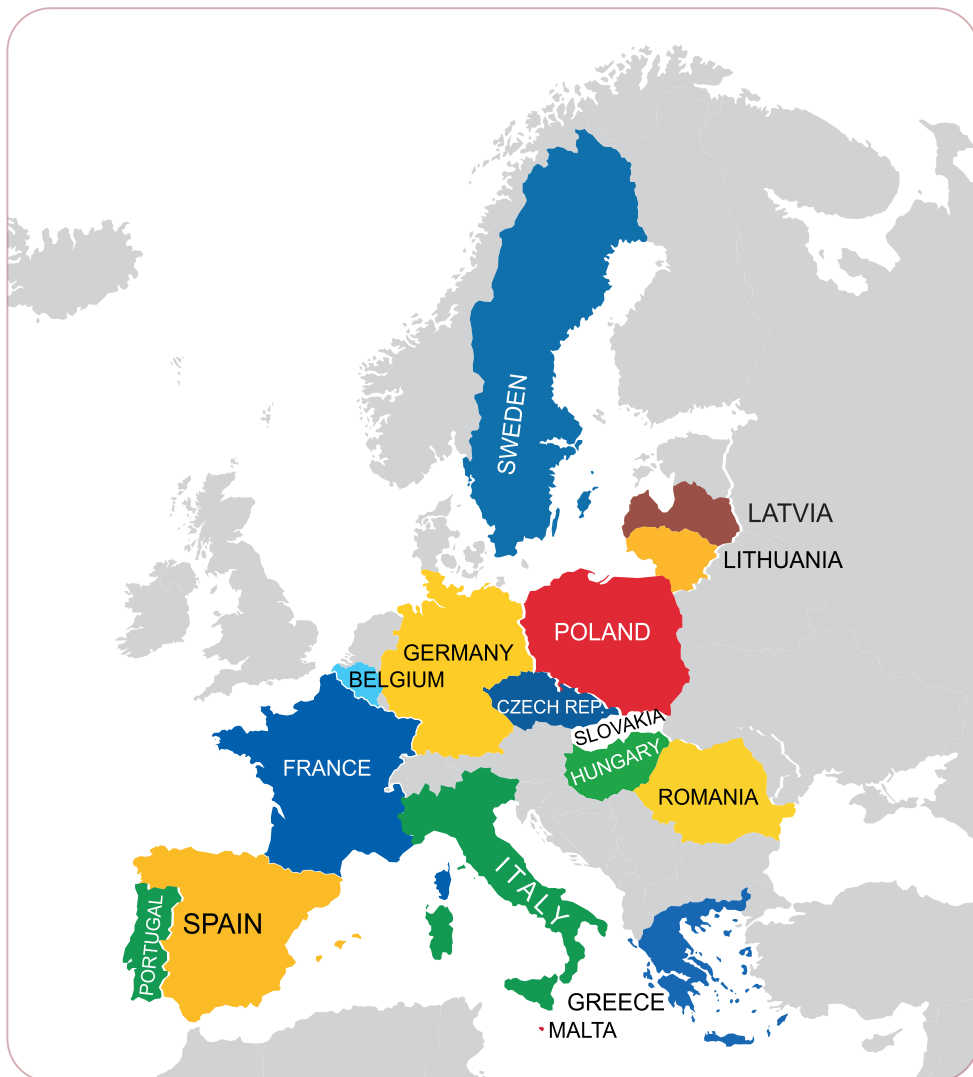 SWEDEN
LATVIA
LITHUANIA
POLAND
GERMANY
BELGIUM
CZECH REP.
SLOVAKIA
HUNGARY
FRANCE
ROMANIA
ITALY
SPAIN
PORTUGAL
GREECE
MALTA